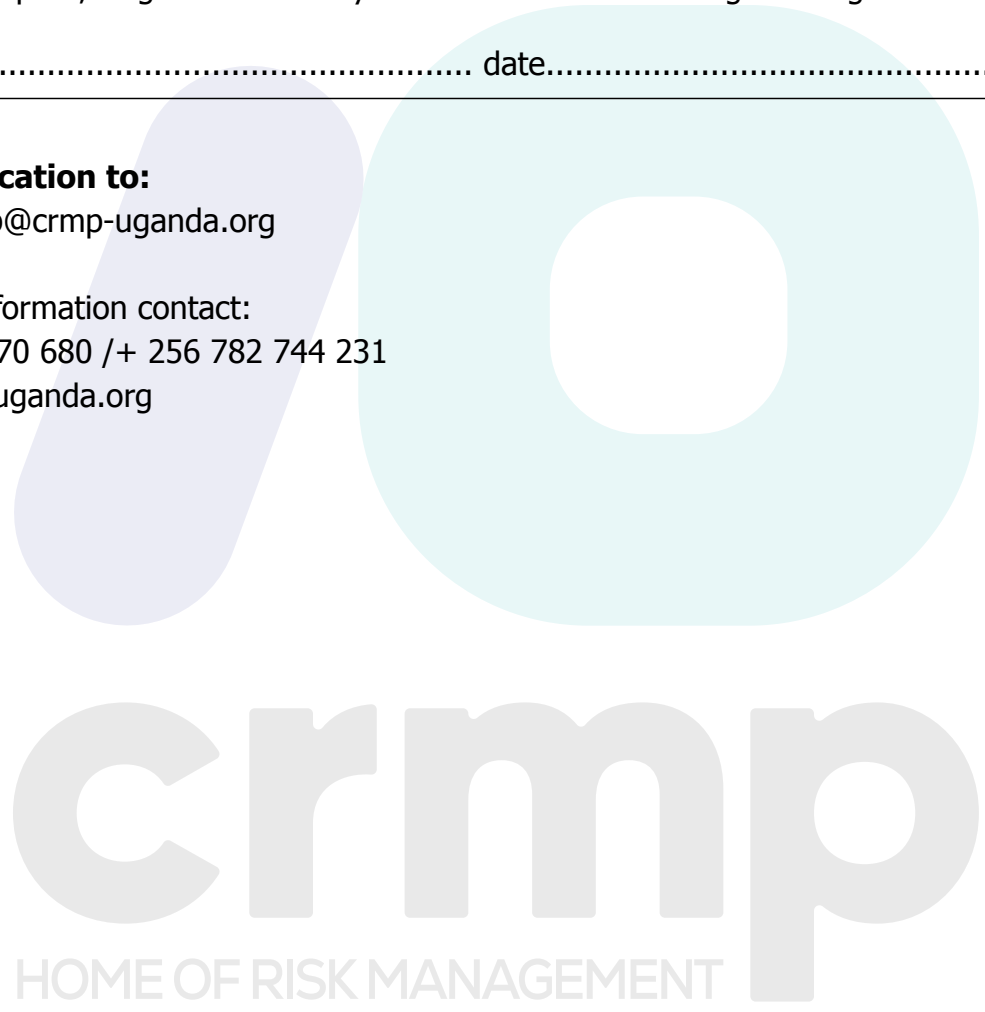 ................................................ date..............................................
cation to:
@crmp-uganda.org
formation contact:
70 680 /+ 256 782 744 231
uganda.org
crmp
HOME OF RISK MANAGEMENT